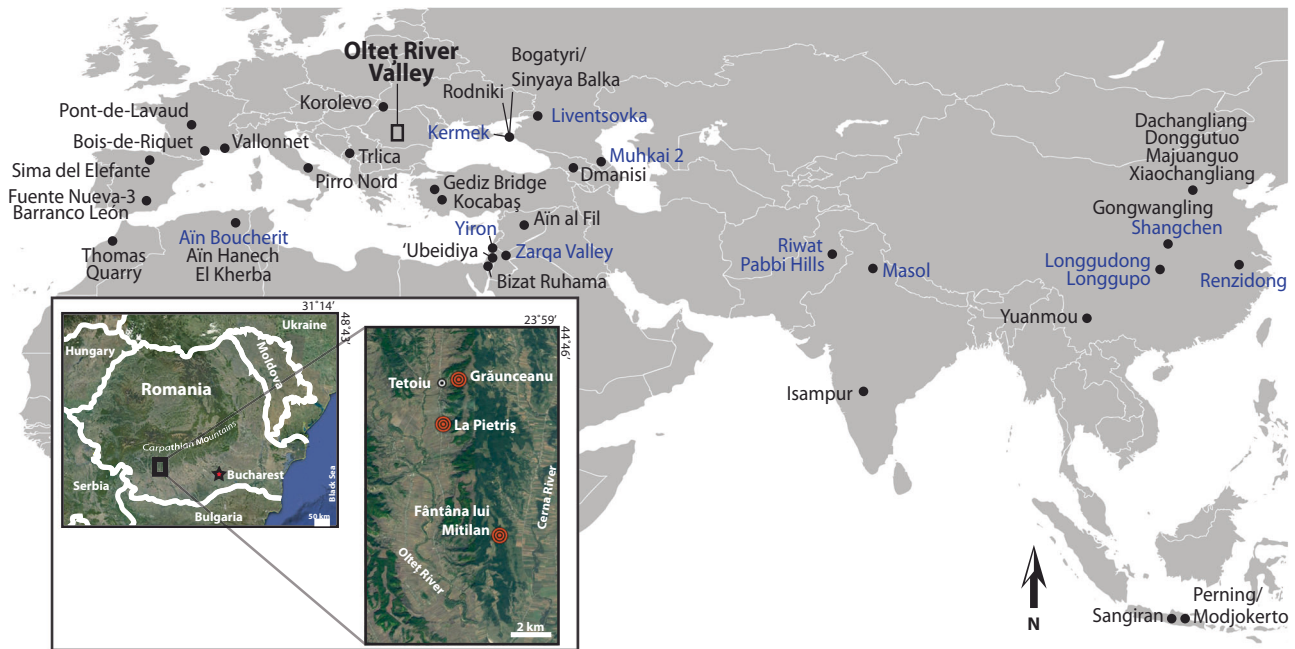 Olteţ River
Valley
Bogatyri/
Sinyaya Balka
Rodniki
Korolevo
Pont-de-Lavaud
Kermek
Liventsovka
Bois-de-Riquet
Vallonnet
Trlica
Muhkai 2
Sima del Elefante
Pirro Nord
Dmanisi
Fuente Nueva-3
Barranco León
Gediz Bridge
Kocabaş
Dachangliang
Donggutuo
Majuanguo
Xiaochangliang
Aïn al Fil
Yiron
Gongwangling
Shangchen
Thomas
Quarry
Aïn Boucherit
Aïn Hanech
El Kherba
'Ubeidiya
Zarqa Valley
Bizat Ruhama
Riwat
Pabbi Hills
Masol
Longgudong
Longgupo
Renzidong
Yuanmou
Isampur
Sangiran
Perning/
Modjokerto
N
31°14′
48°43′
Ukraine
Hungary
Moldova
Romania
Carpathian Mountains
Bucharest
Serbia
Black Sea
Bulgaria
50 km
23°59′
44°46′
Tetoiu
Grăunceanu
La Pietriş
Fântâna lui
Mitilan
Cerna River
Olteţ River
2 km